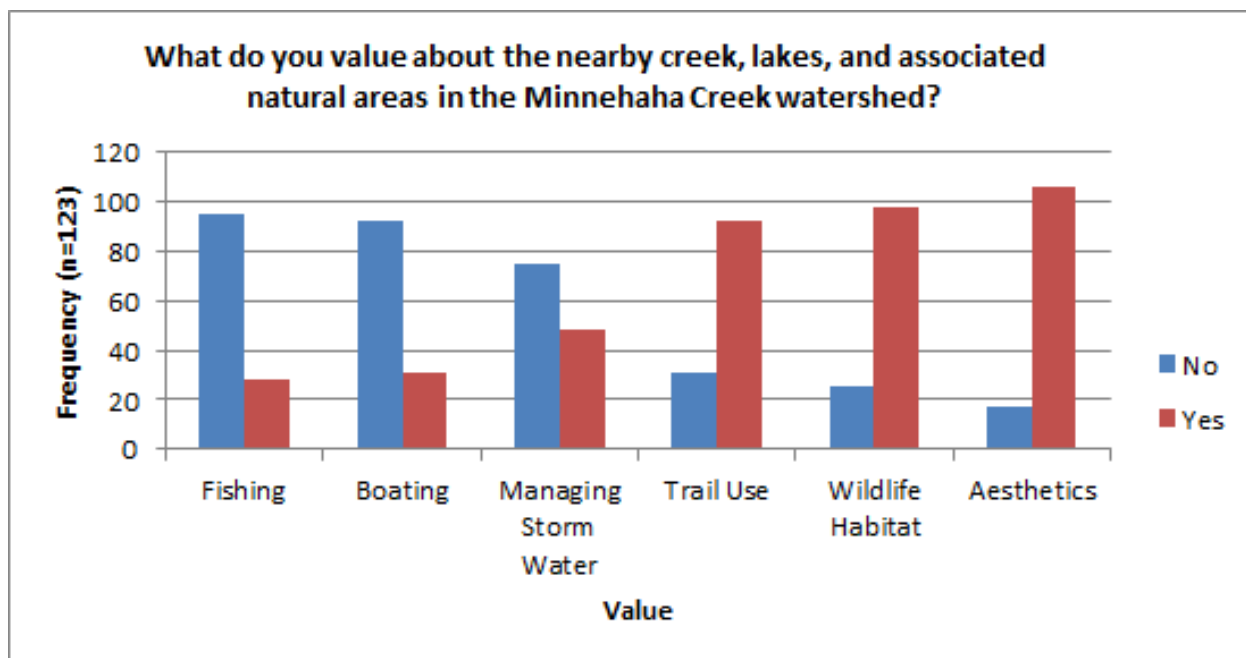 What do you value about the nearby creek, lakes, and associated
natural areas in the Minnehaha Creek watershed?
Frequency (n=123)
120
100
80
60
40
20
0
Fishing
Boating
Managing
Storm
Water
Trail Use
Wildlife
Habitat
Aesthetics
Value
No
Yes